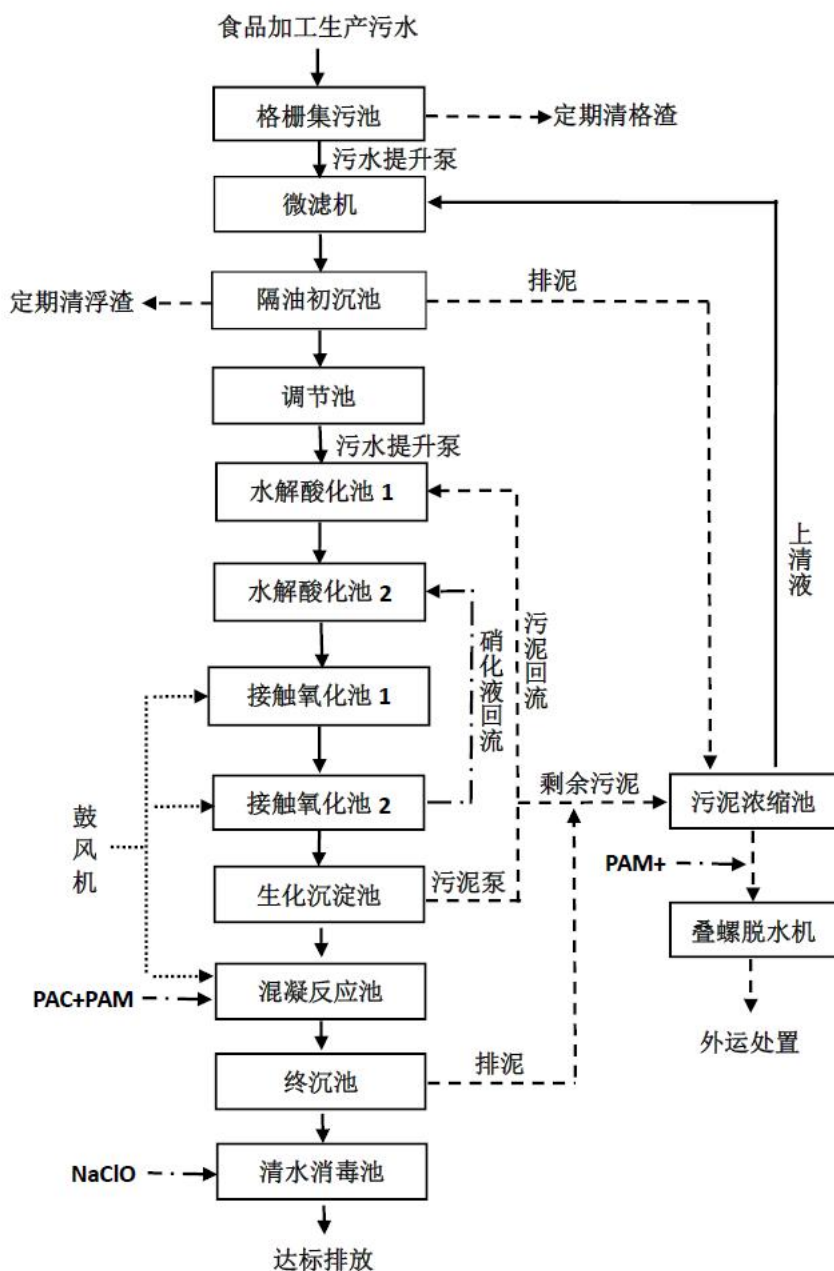 食品加工生产污水
格栅集污池
定期清格渣
污水提升泵
微滤机
定期清浮渣
隔油初沉池
排泥
调节池
污水提升泵
水解酸化池 1
上清液
水解酸化池 2
污泥回流
硝化液回流
接触氧化池 1
接触氧化池 2
剩余污泥
污泥浓缩池
鼓风机
PAM+
生化沉淀池
污泥泵
叠螺脱水机
PAC+PAM
混凝反应池
外运处置
终沉池
排泥
NaClO
清水消毒池
达标排放